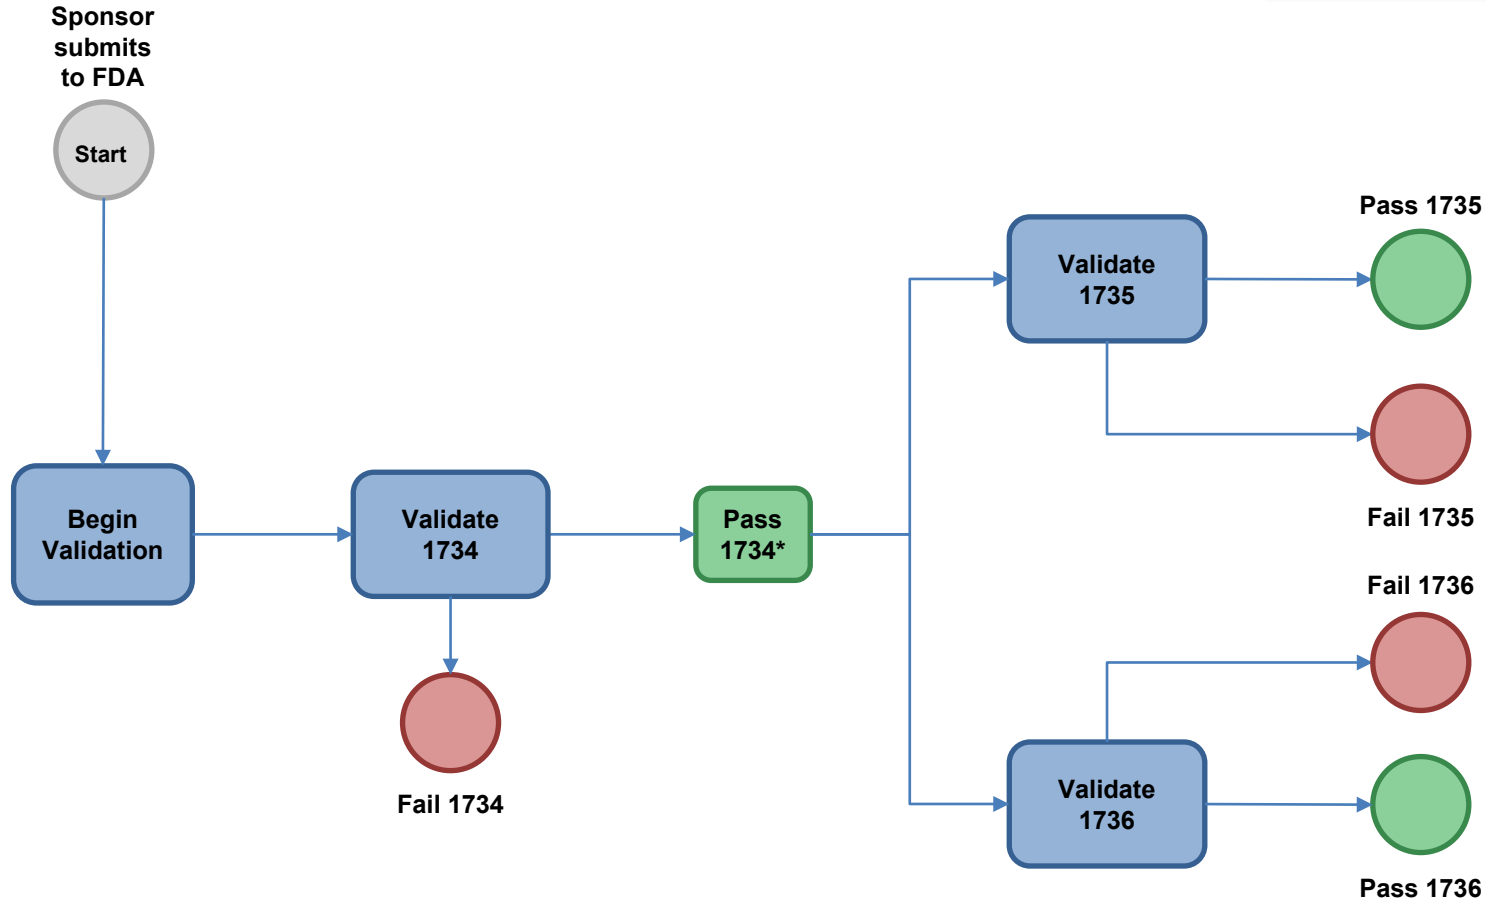 Sponsor
submits
to FDA
Start
Begin
Validation
Validate
1734
Fail 1734
Pass
1734*
Validate
1735
Pass 1735
Fail 1735
Fail 1736
Validate
1736
Pass 1736